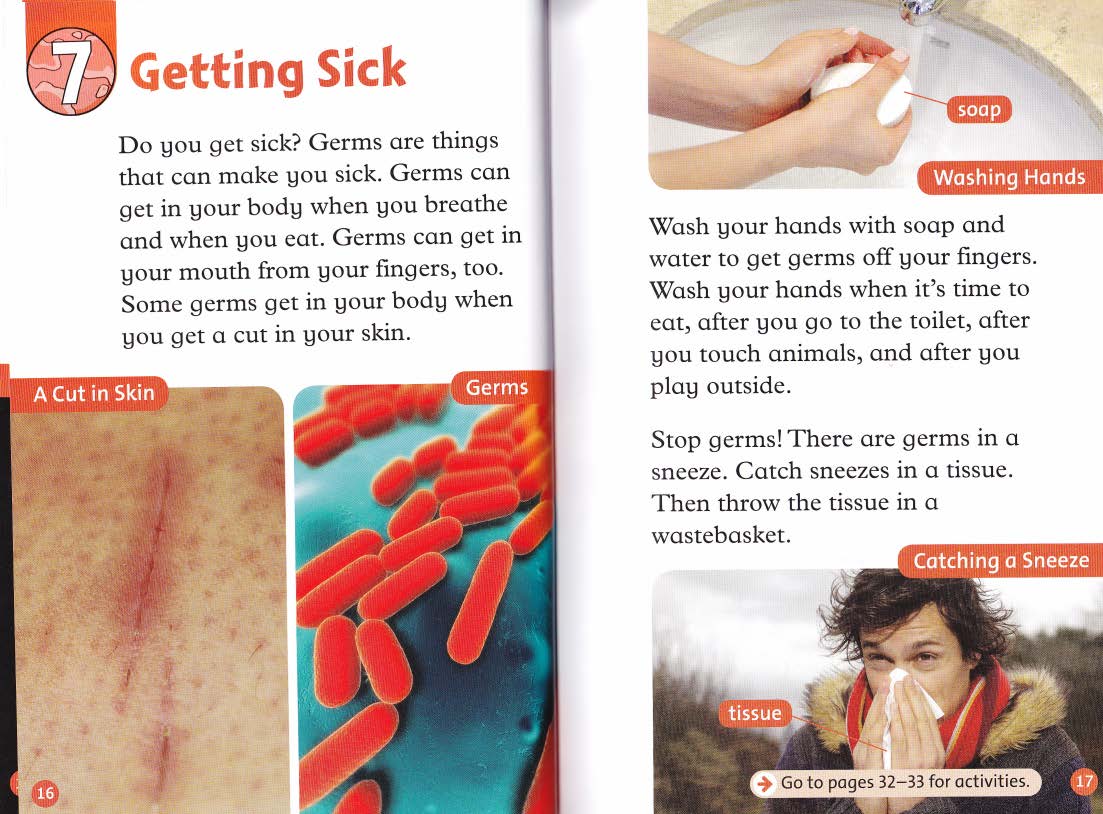 7
Getting Sick
Do you get sick? Germs are things
that can make you sick. Germs can
get in your body when you breathe
and when you eat. Germs can get in
your mouth from your fingers, too.
Some germs get in your body when
you get a cut in your skin.
A Cut in Skin
Germs
16
soap
Washing Hands
Wash your hands with soap and
water to get germs off your fingers.
Wash your hands when it's time to
eat, after you go to the toilet, after
you touch animals, and after you
play outside.
Stop germs! There are germs in a
sneeze. Catch sneezes in a tissue.
Then throw the tissue in a
wastebasket.
Catching a Sneeze
tissue
Go to pages 32–33 for activities.
17